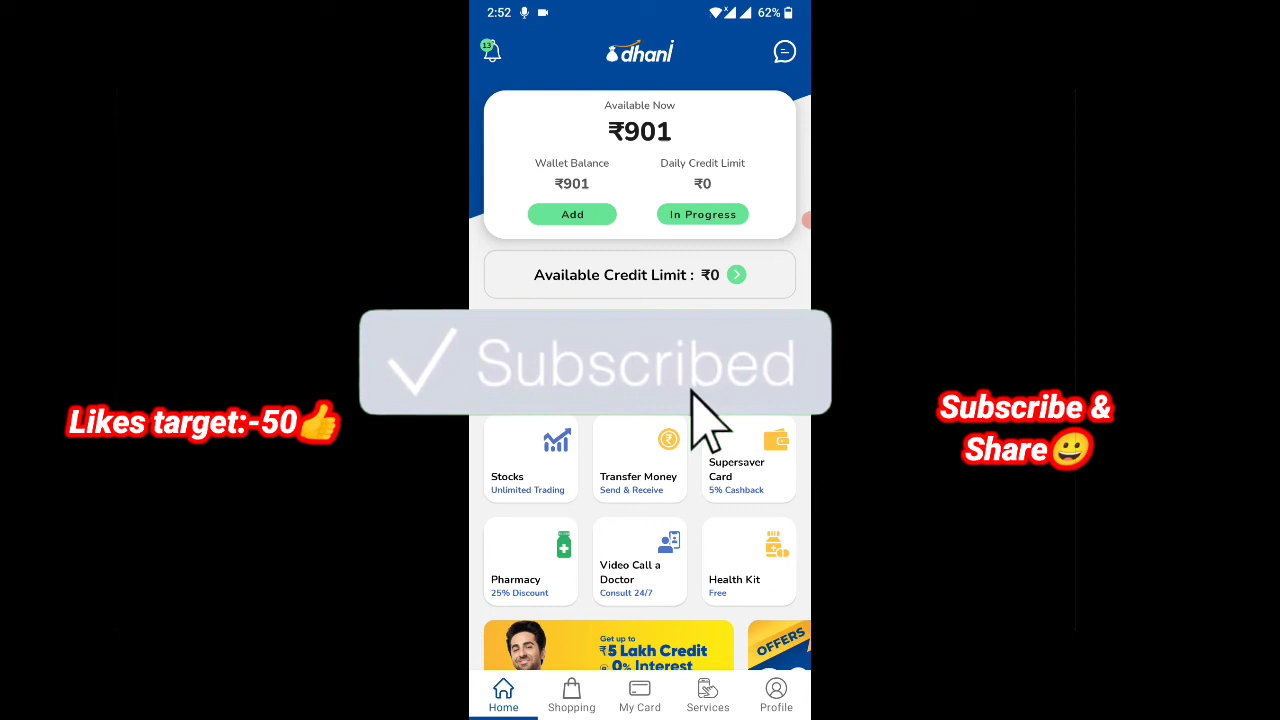 2:52
62%
13
dhani
Available Now
₹901
Wallet Balance
Daily Credit Limit
₹901
₹0
Add
In Progress
Available Credit Limit : ₹0
Subscribed
Likes target:-50👍
Subscribe &
Share😀
Stocks
Unlimited Trading
Transfer Money
Send & Receive
Supersaver
Card
5% Cashback
Pharmacy
25% Discount
Video Call a
Doctor
Consult 24/7
Health Kit
Free
Get up to
₹5 Lakh Credit
@ 0% Interest
OFFERS
Home
Shopping
My Card
Services
Profile